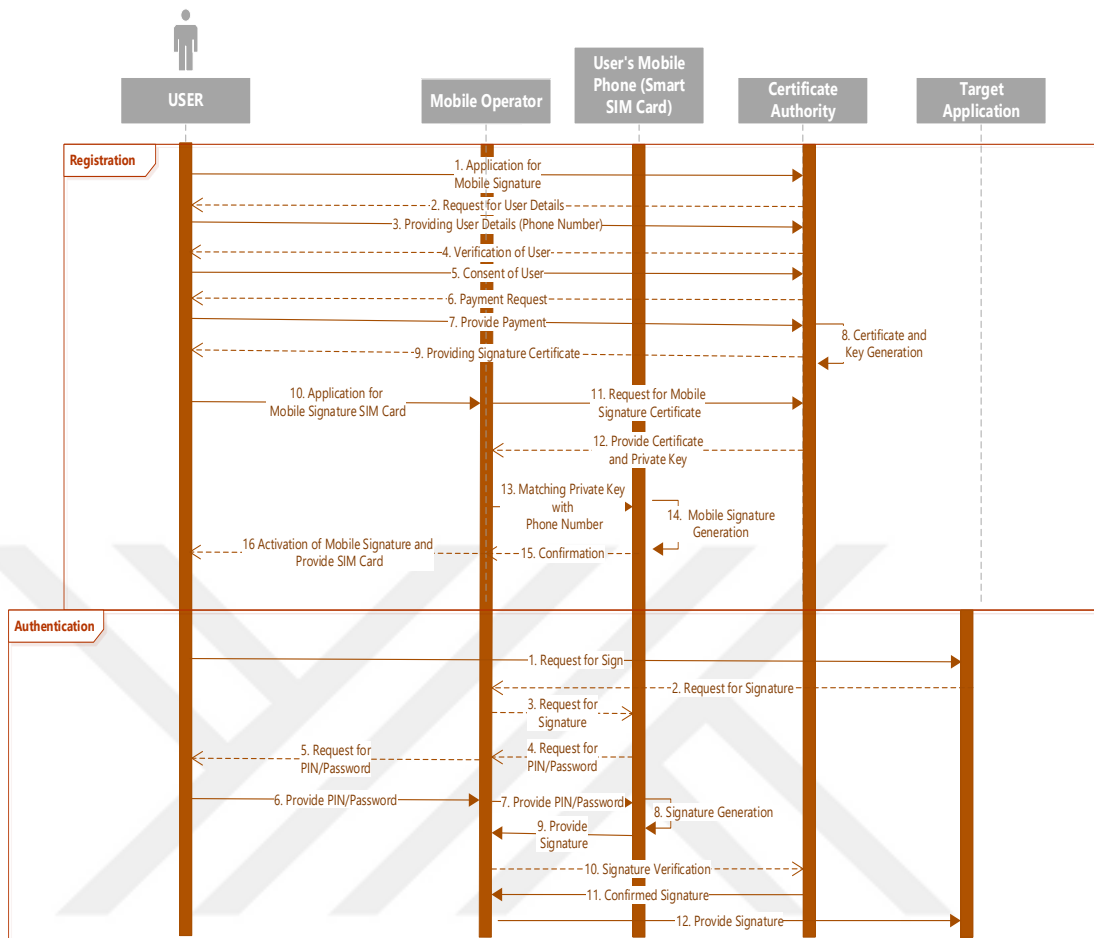 USER
Mobile Operator
User's Mobile
Phone (Smart
SIM Card)
Certificate
Authority
Target
Application
Registration
1. Application for
Mobile Signature
2. Request for User Details
3. Providing User Details (Phone Number)
4. Verification of User
5. Consent of User
6. Payment Request
7. Provide Payment
8. Certificate and
Key Generation
9. Providing Signature Certificate
10. Application for
Mobile Signature SIM Card
11. Request for Mobile
Signature Certificate
12. Provide Certificate
and Private Key
13. Matching Private Key
with
Phone Number
14. Mobile Signature
Generation
15. Confirmation
16 Activation of Mobile Signature and
Provide SIM Card
Authentication
1. Request for Sign
2. Request for Signature
3. Request for
Signature
4. Request for
PIN/Password
5. Request for
PIN/Password
6. Provide PIN/Password
7. Provide PIN/Password
8. Signature Generation
9. Provide
Signature
10. Signature Verification
11. Confirmed Signature
12. Provide Signature